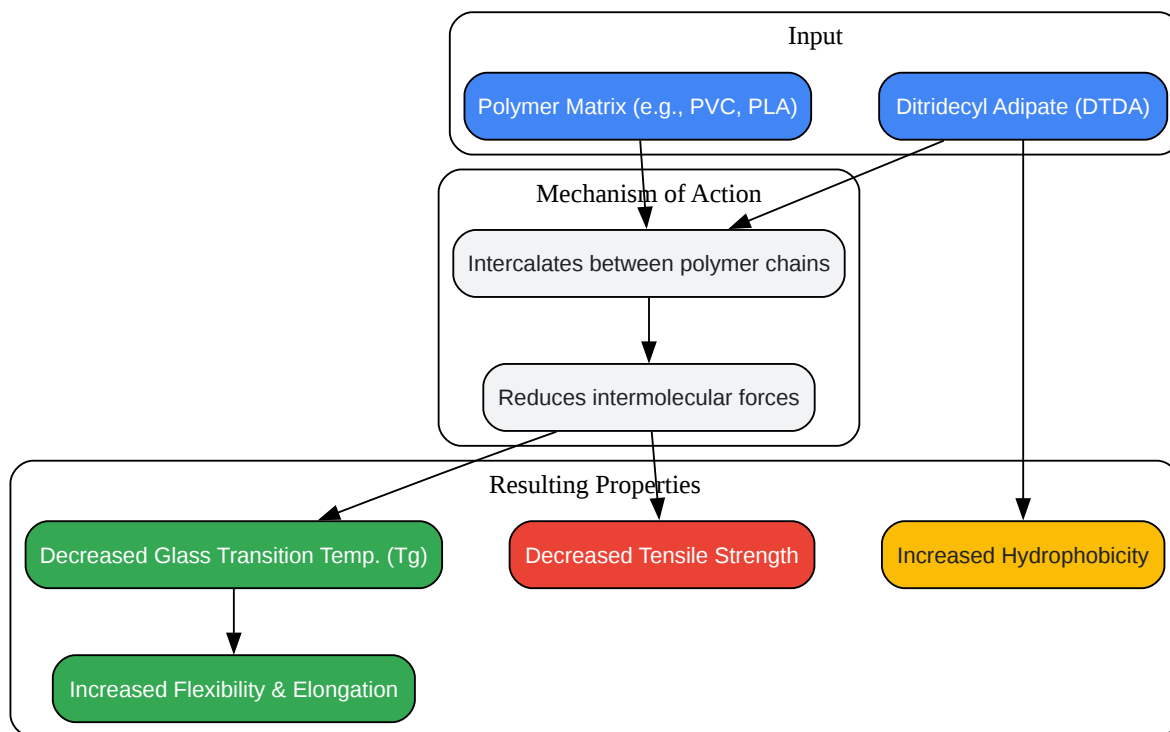 Input
Polymer Matrix (e.g., PVC, PLA)
Ditridecyl Adipate (DTDA)
Mechanism of Action
Intercalates between polymer chains
Reduces intermolecular forces
Resulting Properties
Decreased Glass Transition Temp. (Tg)
Decreased Tensile Strength
Increased Hydrophobicity
Increased Flexibility & Elongation